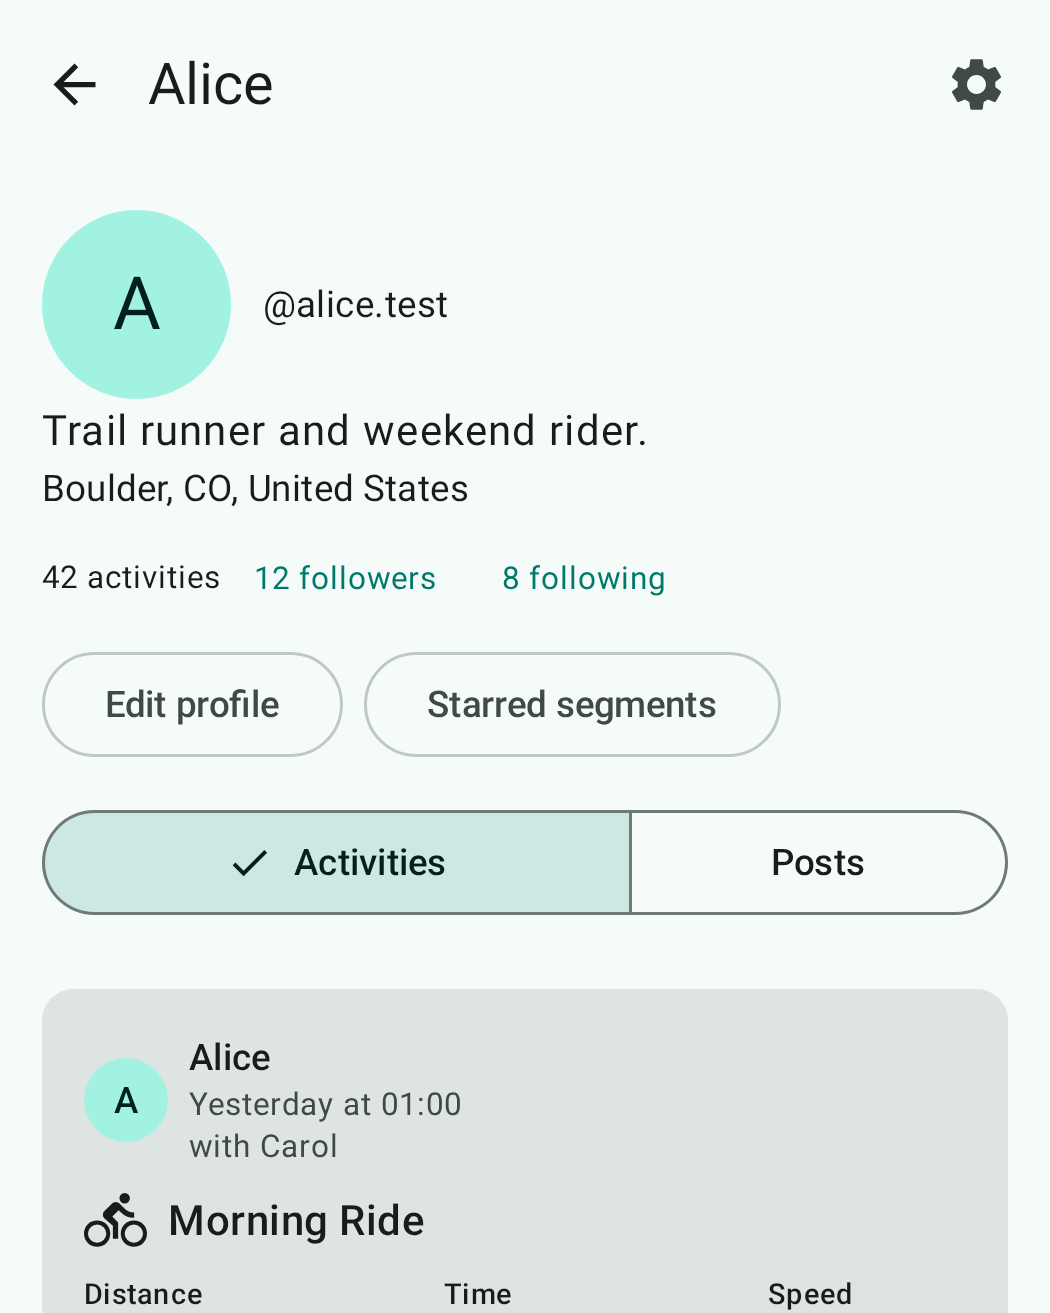 Alice
A
@alice.test
Trail runner and weekend rider.
Boulder, CO, United States
42 activities 12 followers 8 following
Edit profile Starred segments
Activities Posts
Alice
A
Yesterday at 01:00
with Carol
Morning Ride
Distance Time Speed